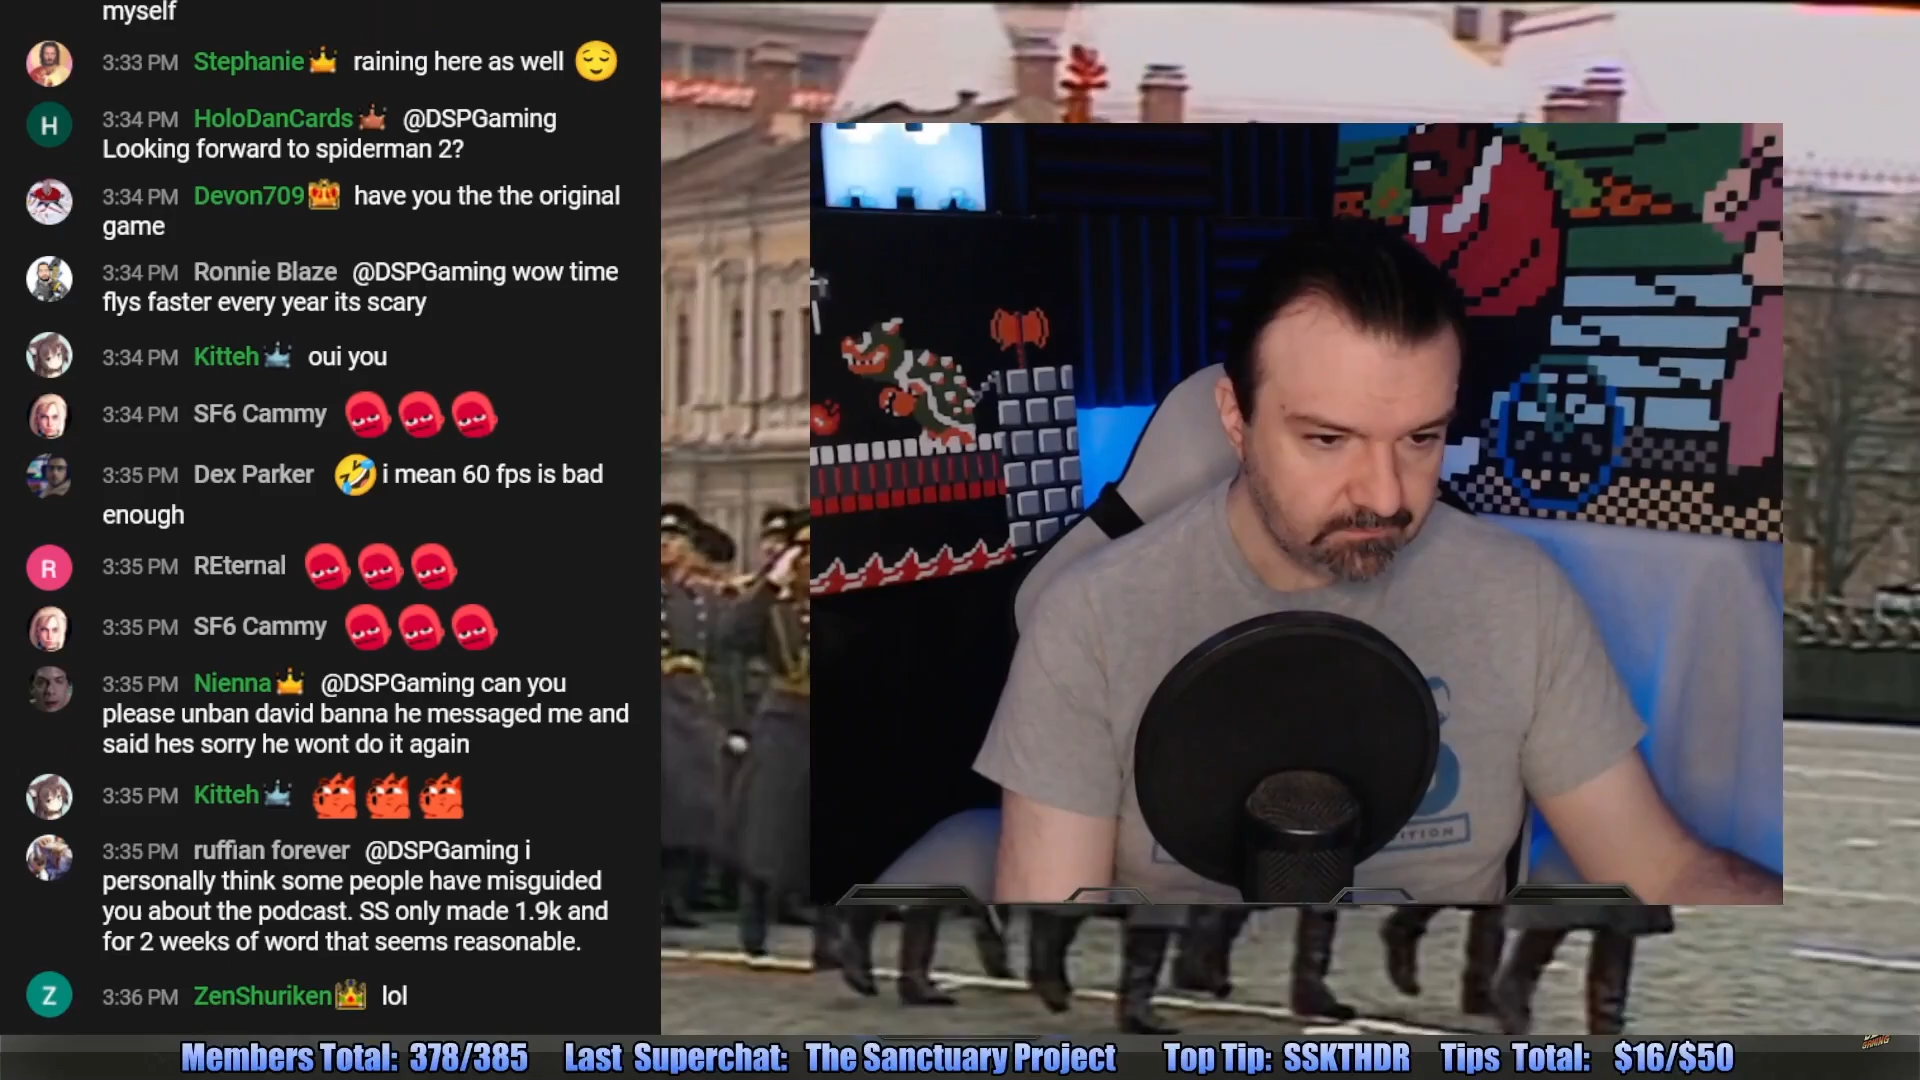 myself
3:33 PM Stephanie raining here as well
H
3:34 PM HoloDanCards @DSPGaming
Looking forward to spiderman 2?
3:34 PM Devon709 have you the the original
game
3:34 PM Ronnie Blaze @DSPGaming wow time
flys faster every year its scary
3:34 PM Kitteh oui you
3:34 PM SF6 Cammy
3:35 PM Dex Parker i mean 60 fps is bad
enough
R
3:35 PM REternal
3:35 PM SF6 Cammy
3:35 PM Nienna @DSPGaming can you
please unban david banna he messaged me and
said hes sorry he wont do it again
3:35 PM Kitteh
3:35 PM ruffian forever @DSPGaming i
personally think some people have misguided
you about the podcast. SS only made 1.9k and
for 2 weeks of word that seems reasonable.
Z
3:36 PM ZenShuriken lol
Members Total: 378/385 Last Superchat: The Sanctuary Project Top Tip: SSKTHDR Tips Total: $16/$50